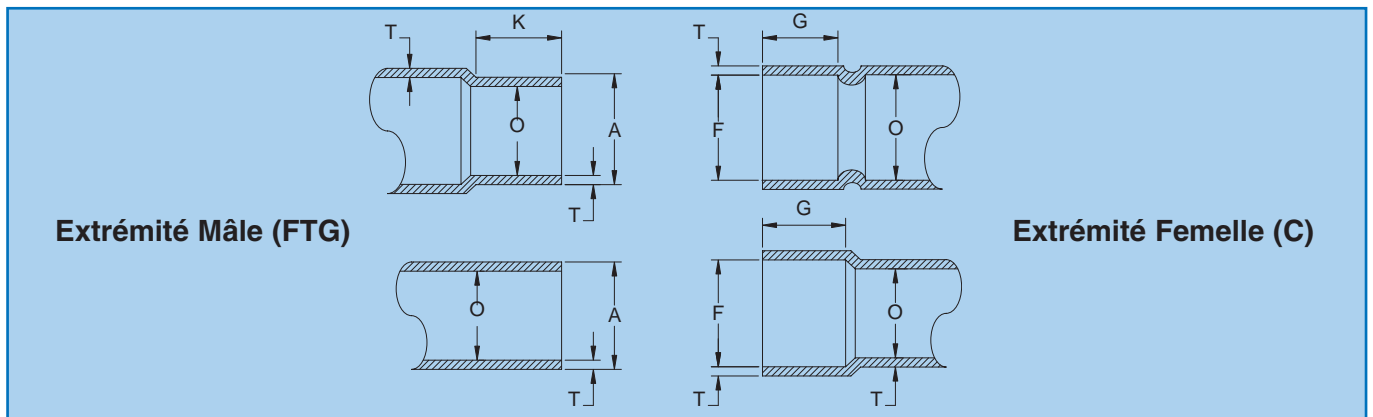 K
T
O
A
T
G
T
F
O
Extrémité Mâle (FTG)
Extrémité Femelle (C)
O
A
T
G
F
O
T
T